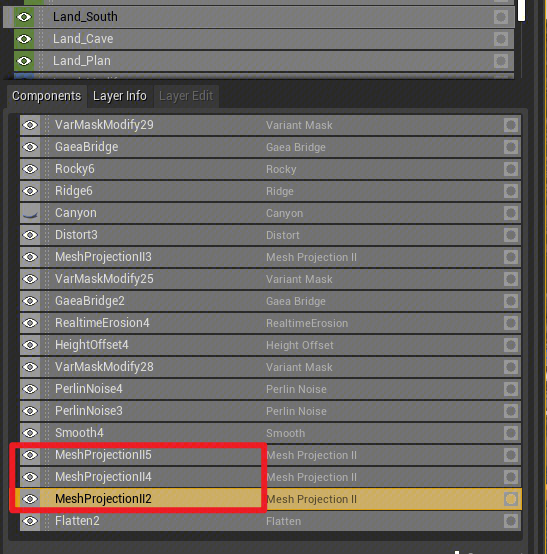 Land_South
Land_Cave
Land_Plan
Components Layer Info Layer Edit
VarMaskModify29 Variant Mask
GaeaBridge Gaea Bridge
Rocky6 Rocky
Ridge6 Ridge
Canyon Canyon
Distort3 Distort
MeshProjectionII3 Mesh Projection II
VarMaskModify25 Variant Mask
GaeaBridge2 Gaea Bridge
RealtimeErosion4 RealtimeErosion
HeightOffset4 Height Offset
VarMaskModify28 Variant Mask
PerlinNoise4 Perlin Noise
PerlinNoise3 Perlin Noise
Smooth4 Smooth
MeshProjectionII5 Mesh Projection II
MeshProjectionII4 Mesh Projection II
MeshProjectionII2 Mesh Projection II
Flatten2 Flatten